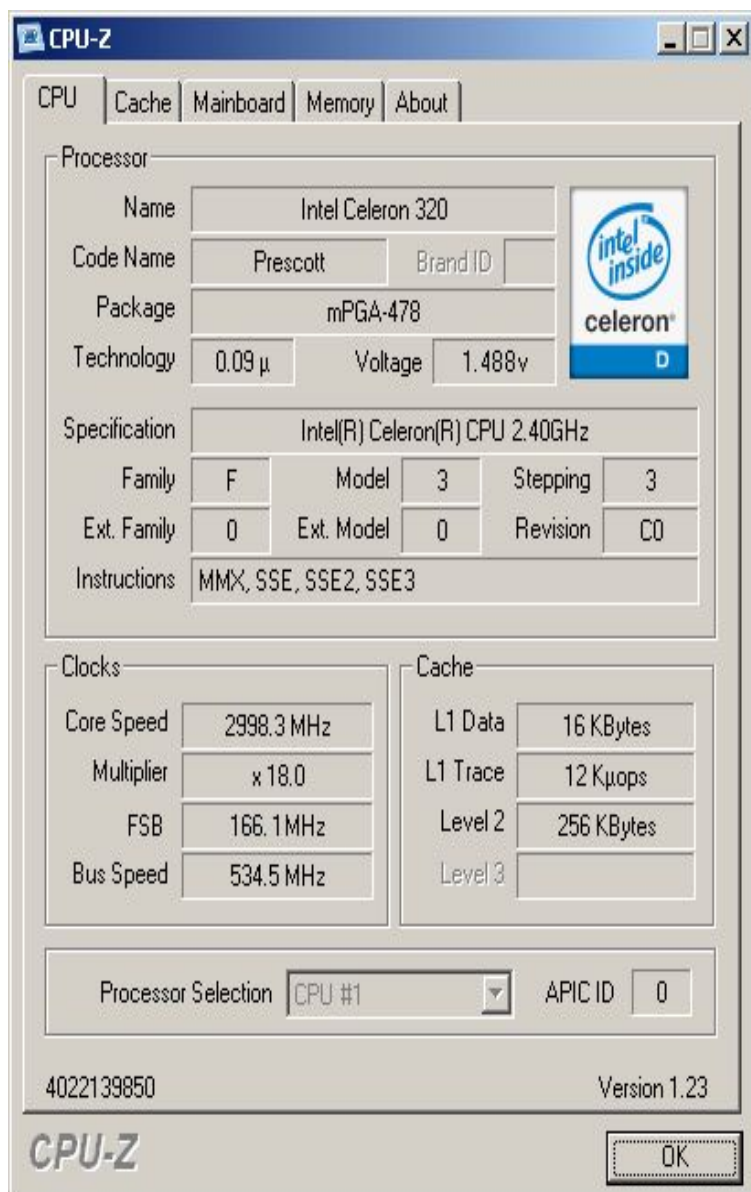 CPU-Z
CPU Cache Mainboard Memory About
Processor
Name Intel Celeron 320
Code Name Prescott Brand ID
Package mPGA-478
Technology 0.09 µ Voltage 1.488v
intel inside
celeron
D
Specification Intel(R) Celeron(R) CPU 2.40GHz
Family F Model 3 Stepping 3
Ext. Family 0 Ext. Model 0 Revision C0
Instructions MMX, SSE, SSE2, SSE3
Clocks
Core Speed 2998.3 MHz
Multiplier x 18.0
FSB 166.1MHz
Bus Speed 534.5 MHz
Cache
L1 Data 16 KBytes
L1 Trace 12 Kµops
Level 2 256 KBytes
Level 3
Processor Selection CPU #1 APIC ID 0
4022139850 Version 1.23
CPU-Z OK